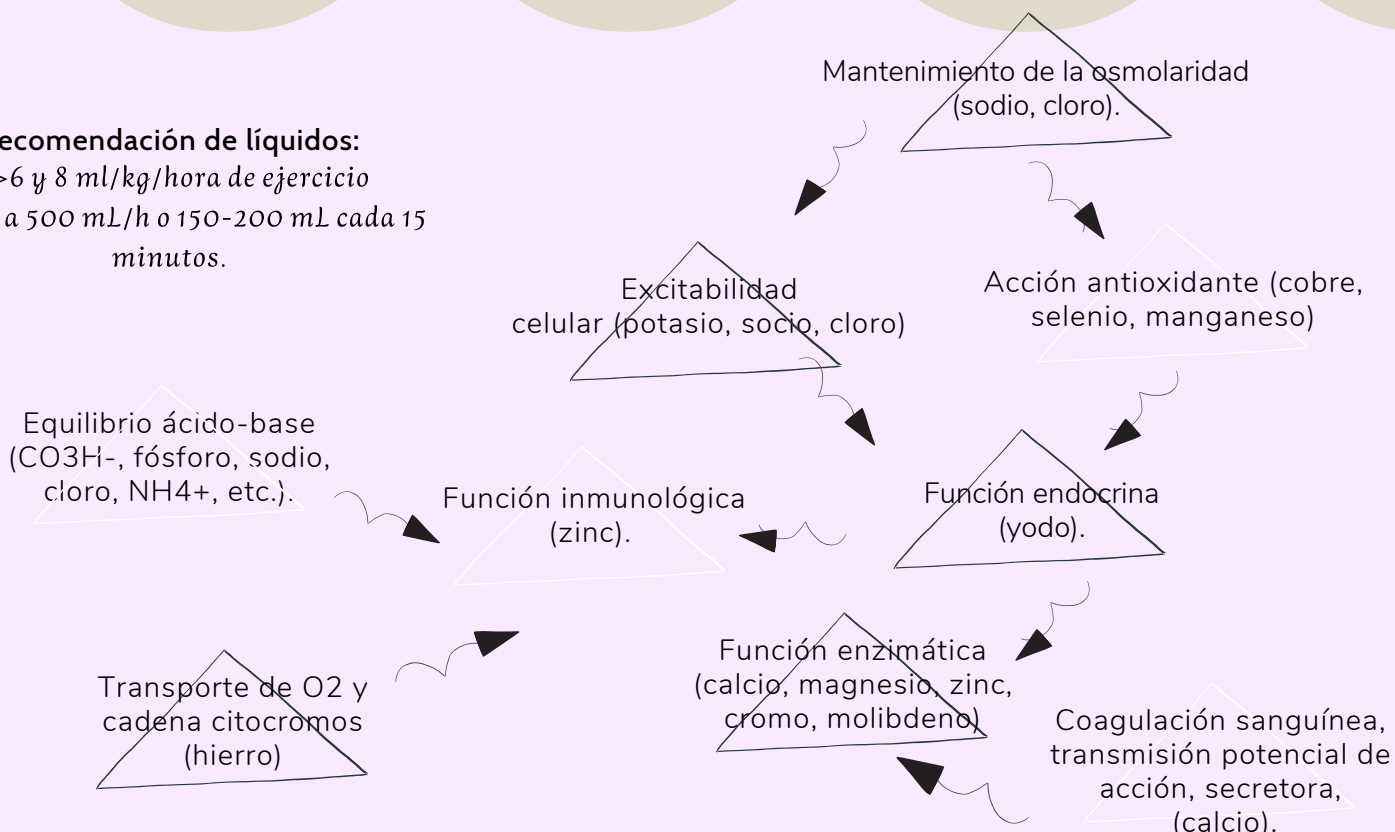 Mantenimiento de la osmolaridad
(sodio, cloro).
ecomendación de líquidos:
>6 y 8 ml/kg/hora de ejercicio
a 500 mL/h o 150-200 mL cada 15
minutos.
Excitabilidad
celular (potasio, socio, cloro)
Acción antioxidante (cobre,
selenio, manganeso)
Equilibrio ácido-base
(CO3H-, fósforo, sodio,
cloro, NH4+, etc.).
Función inmunológica
(zinc).
Función endocrina
(yodo).
Transporte de O2 y
cadena citocromos
(hierro)
Función enzimática
(calcio, magnesio, zinc,
cromo, molibdeno)
Coagulación sanguínea,
transmisión potencial de
acción, secretora,
(calcio).